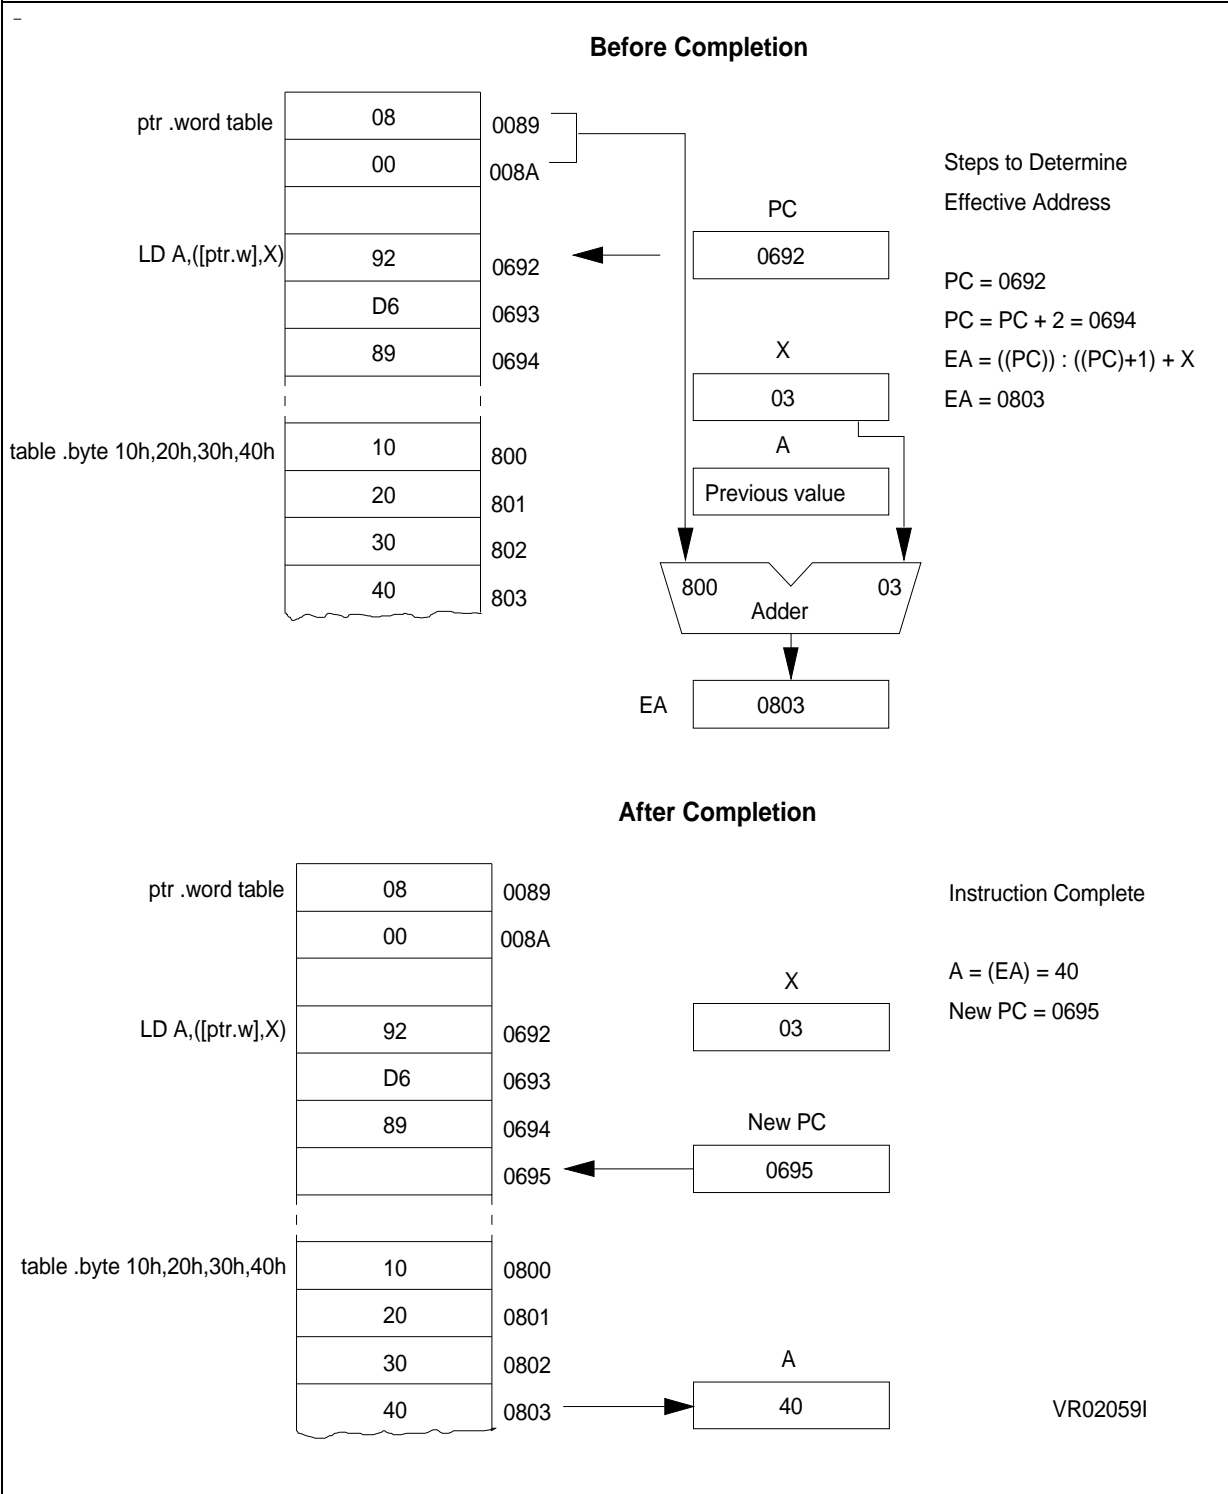 Before Completion
ptr .word table 08 0089
00 008A
Steps to Determine
Effective Address
PC
LD A,([ptr.w],X) 92 0692 0692
D6 0693
89 0694
PC = 0692
PC = PC + 2 = 0694
EA = ((PC)) : ((PC)+1) + X
EA = 0803
X
03
A
Previous value
table .byte 10h,20h,30h,40h 10 800
20 801
30 802
40 803
800 03
Adder
EA 0803
After Completion
ptr .word table 08 0089
00 008A
Instruction Complete
A = (EA) = 40
New PC = 0695
X
03
LD A,([ptr.w],X) 92 0692
D6 0693
89 0694
0695
New PC
0695
table .byte 10h,20h,30h,40h 10 0800
20 0801
30 0802
40 0803
A
40
VR02059I